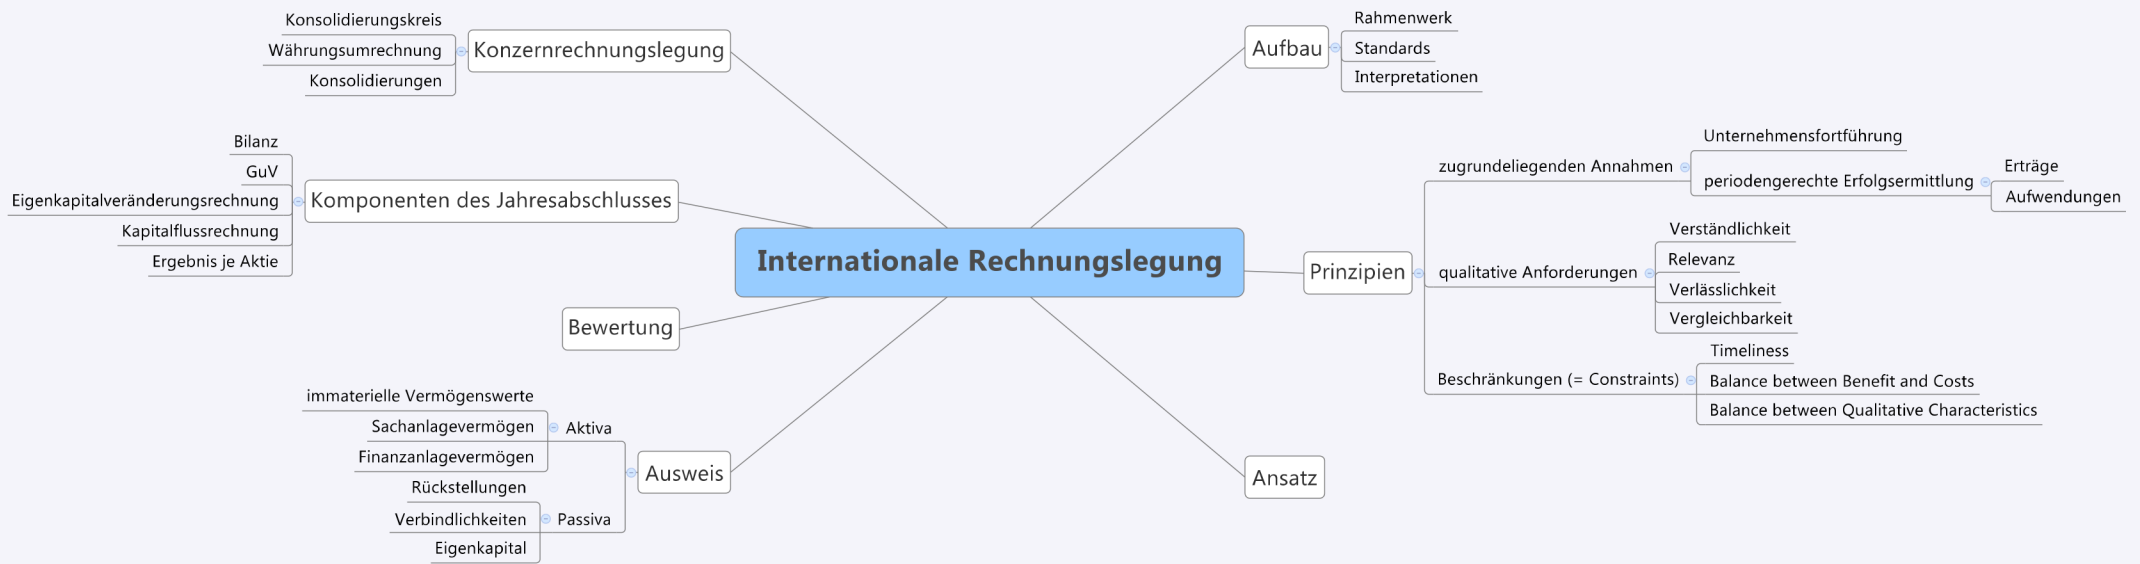 Internationale Rechnungslegung
Aufbau
Rahmenwerk
Standards
Interpretationen
Prinzipien
zugrundeliegenden Annahmen
Unternehmensfortführung
periodengerechte Erfolgsermittlung
Erträge
Aufwendungen
qualitative Anforderungen
Verständlichkeit
Relevanz
Verlässlichkeit
Vergleichbarkeit
Beschränkungen (= Constraints)
Timeliness
Balance between Benefit and Costs
Balance between Qualitative Characteristics
Ansatz
Konzernrechnungslegung
Konsolidierungskreis
Währungsumrechnung
Konsolidierungen
Komponenten des Jahresabschlusses
Bilanz
GuV
Eigenkapitalveränderungsrechnung
Kapitalflussrechnung
Ergebnis je Aktie
Bewertung
Ausweis
Aktiva
immaterielle Vermögenswerte
Sachanlagevermögen
Finanzanlagevermögen
Passiva
Rückstellungen
Verbindlichkeiten
Eigenkapital